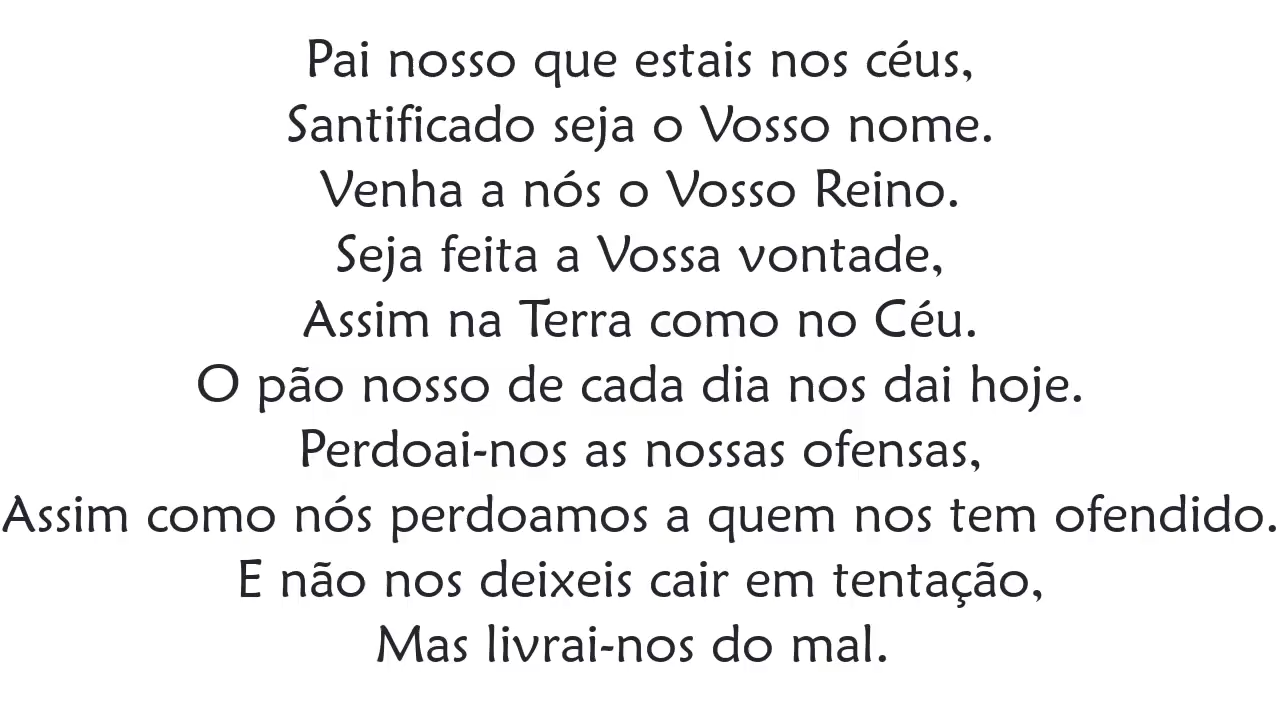 Pai nosso que estais nos céus,
Santificado seja o Vosso nome.
Venha a nós o Vosso Reino.
Seja feita a Vossa vontade,
Assim na Terra como no Céu.
O pão nosso de cada dia nos dai hoje.
Perdoai-nos as nossas ofensas,
Assim como nós perdoamos a quem nos tem ofendido.
E não nos deixeis cair em tentação,
Mas livrai-nos do mal.